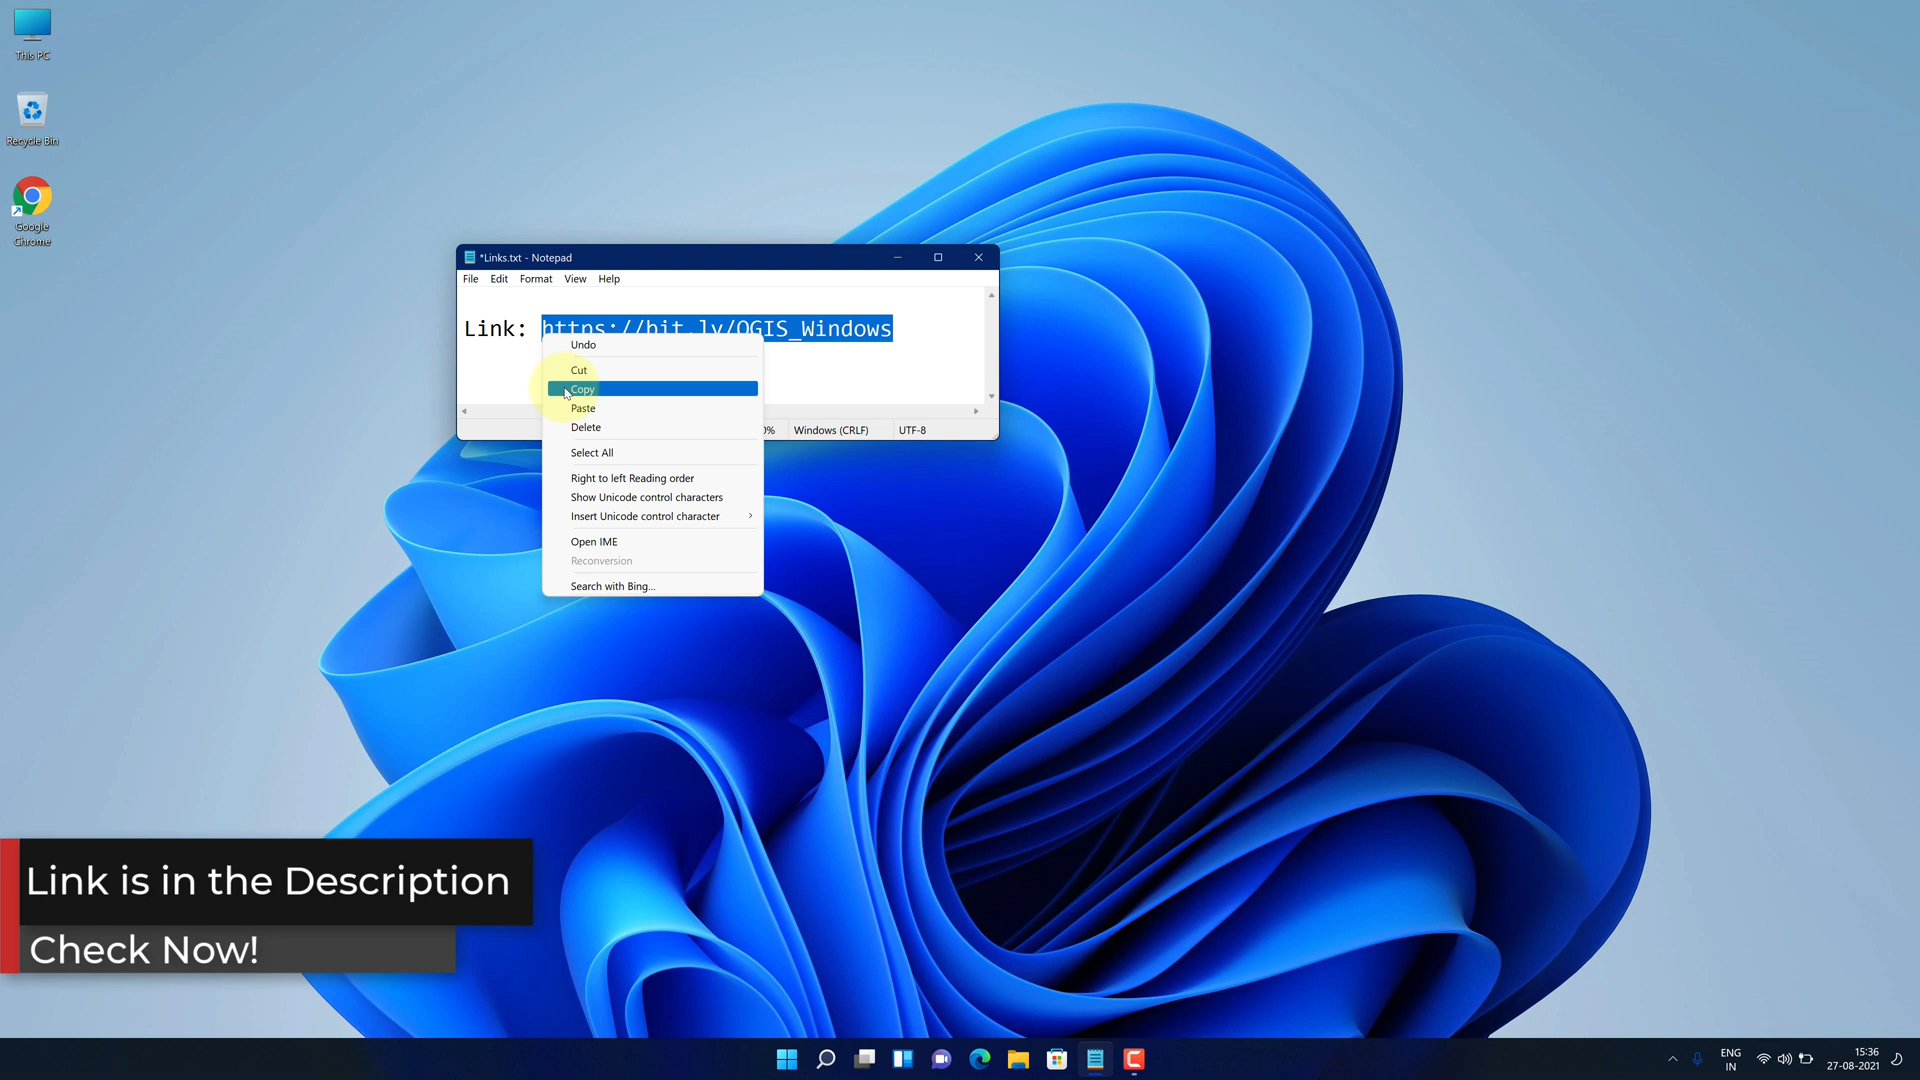 This PC
Recycle Bin
Google
Chrome
*Links.txt - Notepad
File Edit Format View Help
Link: https://bit.ly/OGIS_Windows
Undo
Cut
Copy
Paste
Delete
Select All
Right to left Reading order
Show Unicode control characters
Insert Unicode control character
Open IME
Reconversion
Search with Bing...
0% Windows (CRLF) UTF-8
Link is in the Description
Check Now!
ENG
IN
15:36
27-08-2021